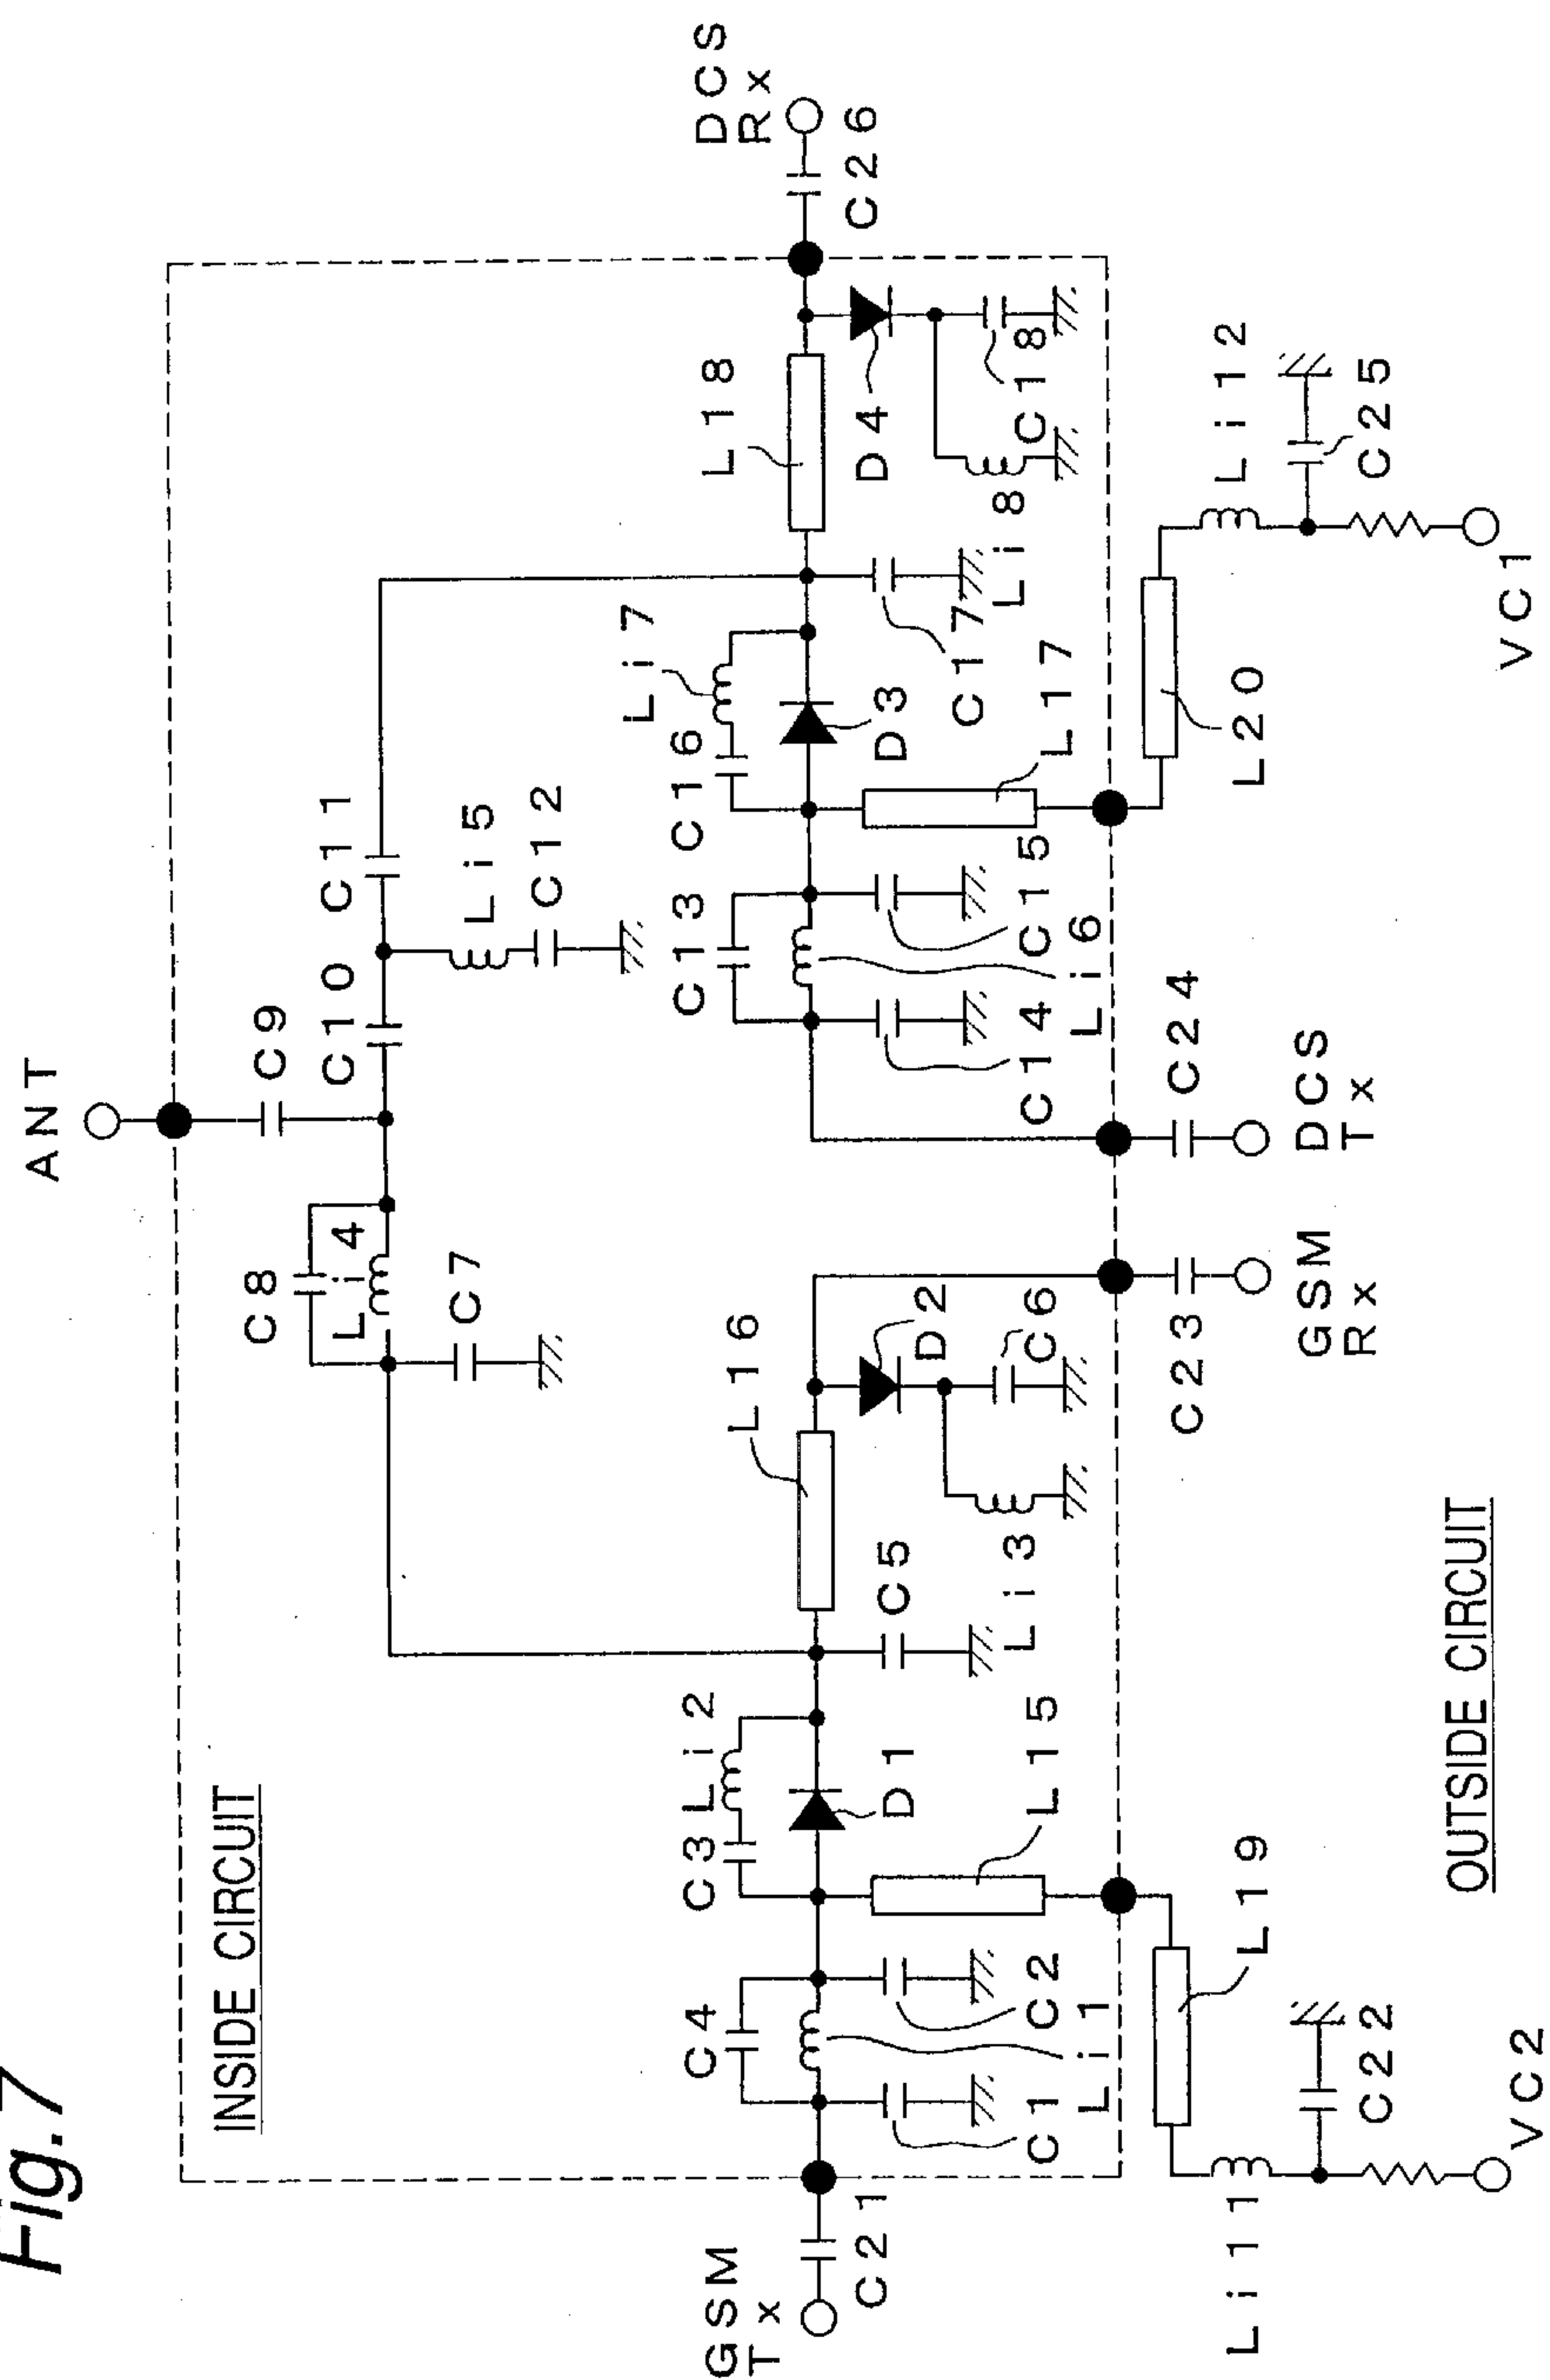 Fig.7
ANT
INSIDE CIRCUIT
C9
C8
Li4
C10
C11
C7
Li5
C12
GSM
Tx
C21
C4
C3
Li2
L16
C13
C16
Li7
L18
DCS
Rx
C26
D1
C5
D2
D3
D4
C1
Li1
C2
L15
Li3
C6
C14
Li6
C15
L17
C17
Li8
C18
C23
GSM
Rx
C24
DCS
Tx
L19
Li11
C22
VC2
L20
Li12
C25
VC1
OUTSIDE CIRCUIT